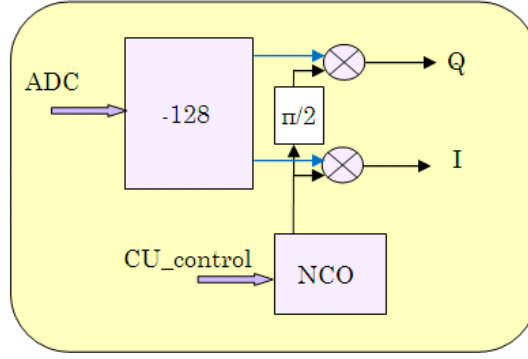 Q
ADC
-128
π/2
I
CU_control
NCO